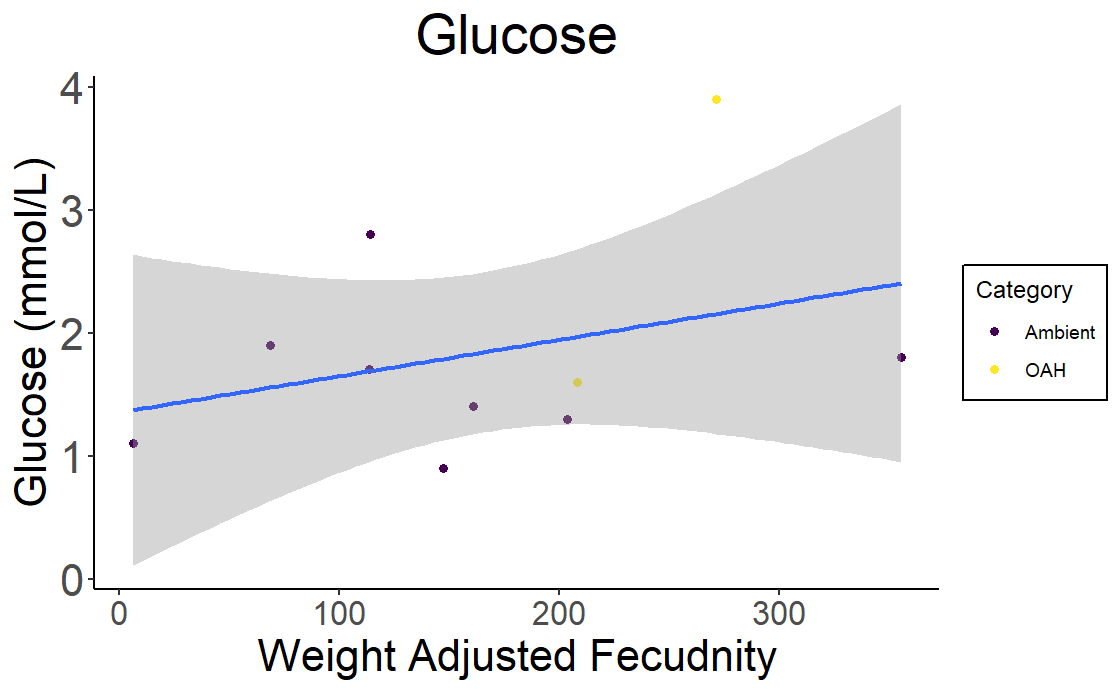 Glucose
4
3
2
1
0
Glucose (mmol/L)
0 100 200 300
Weight Adjusted Fecudnity
Category
Ambient
OAH